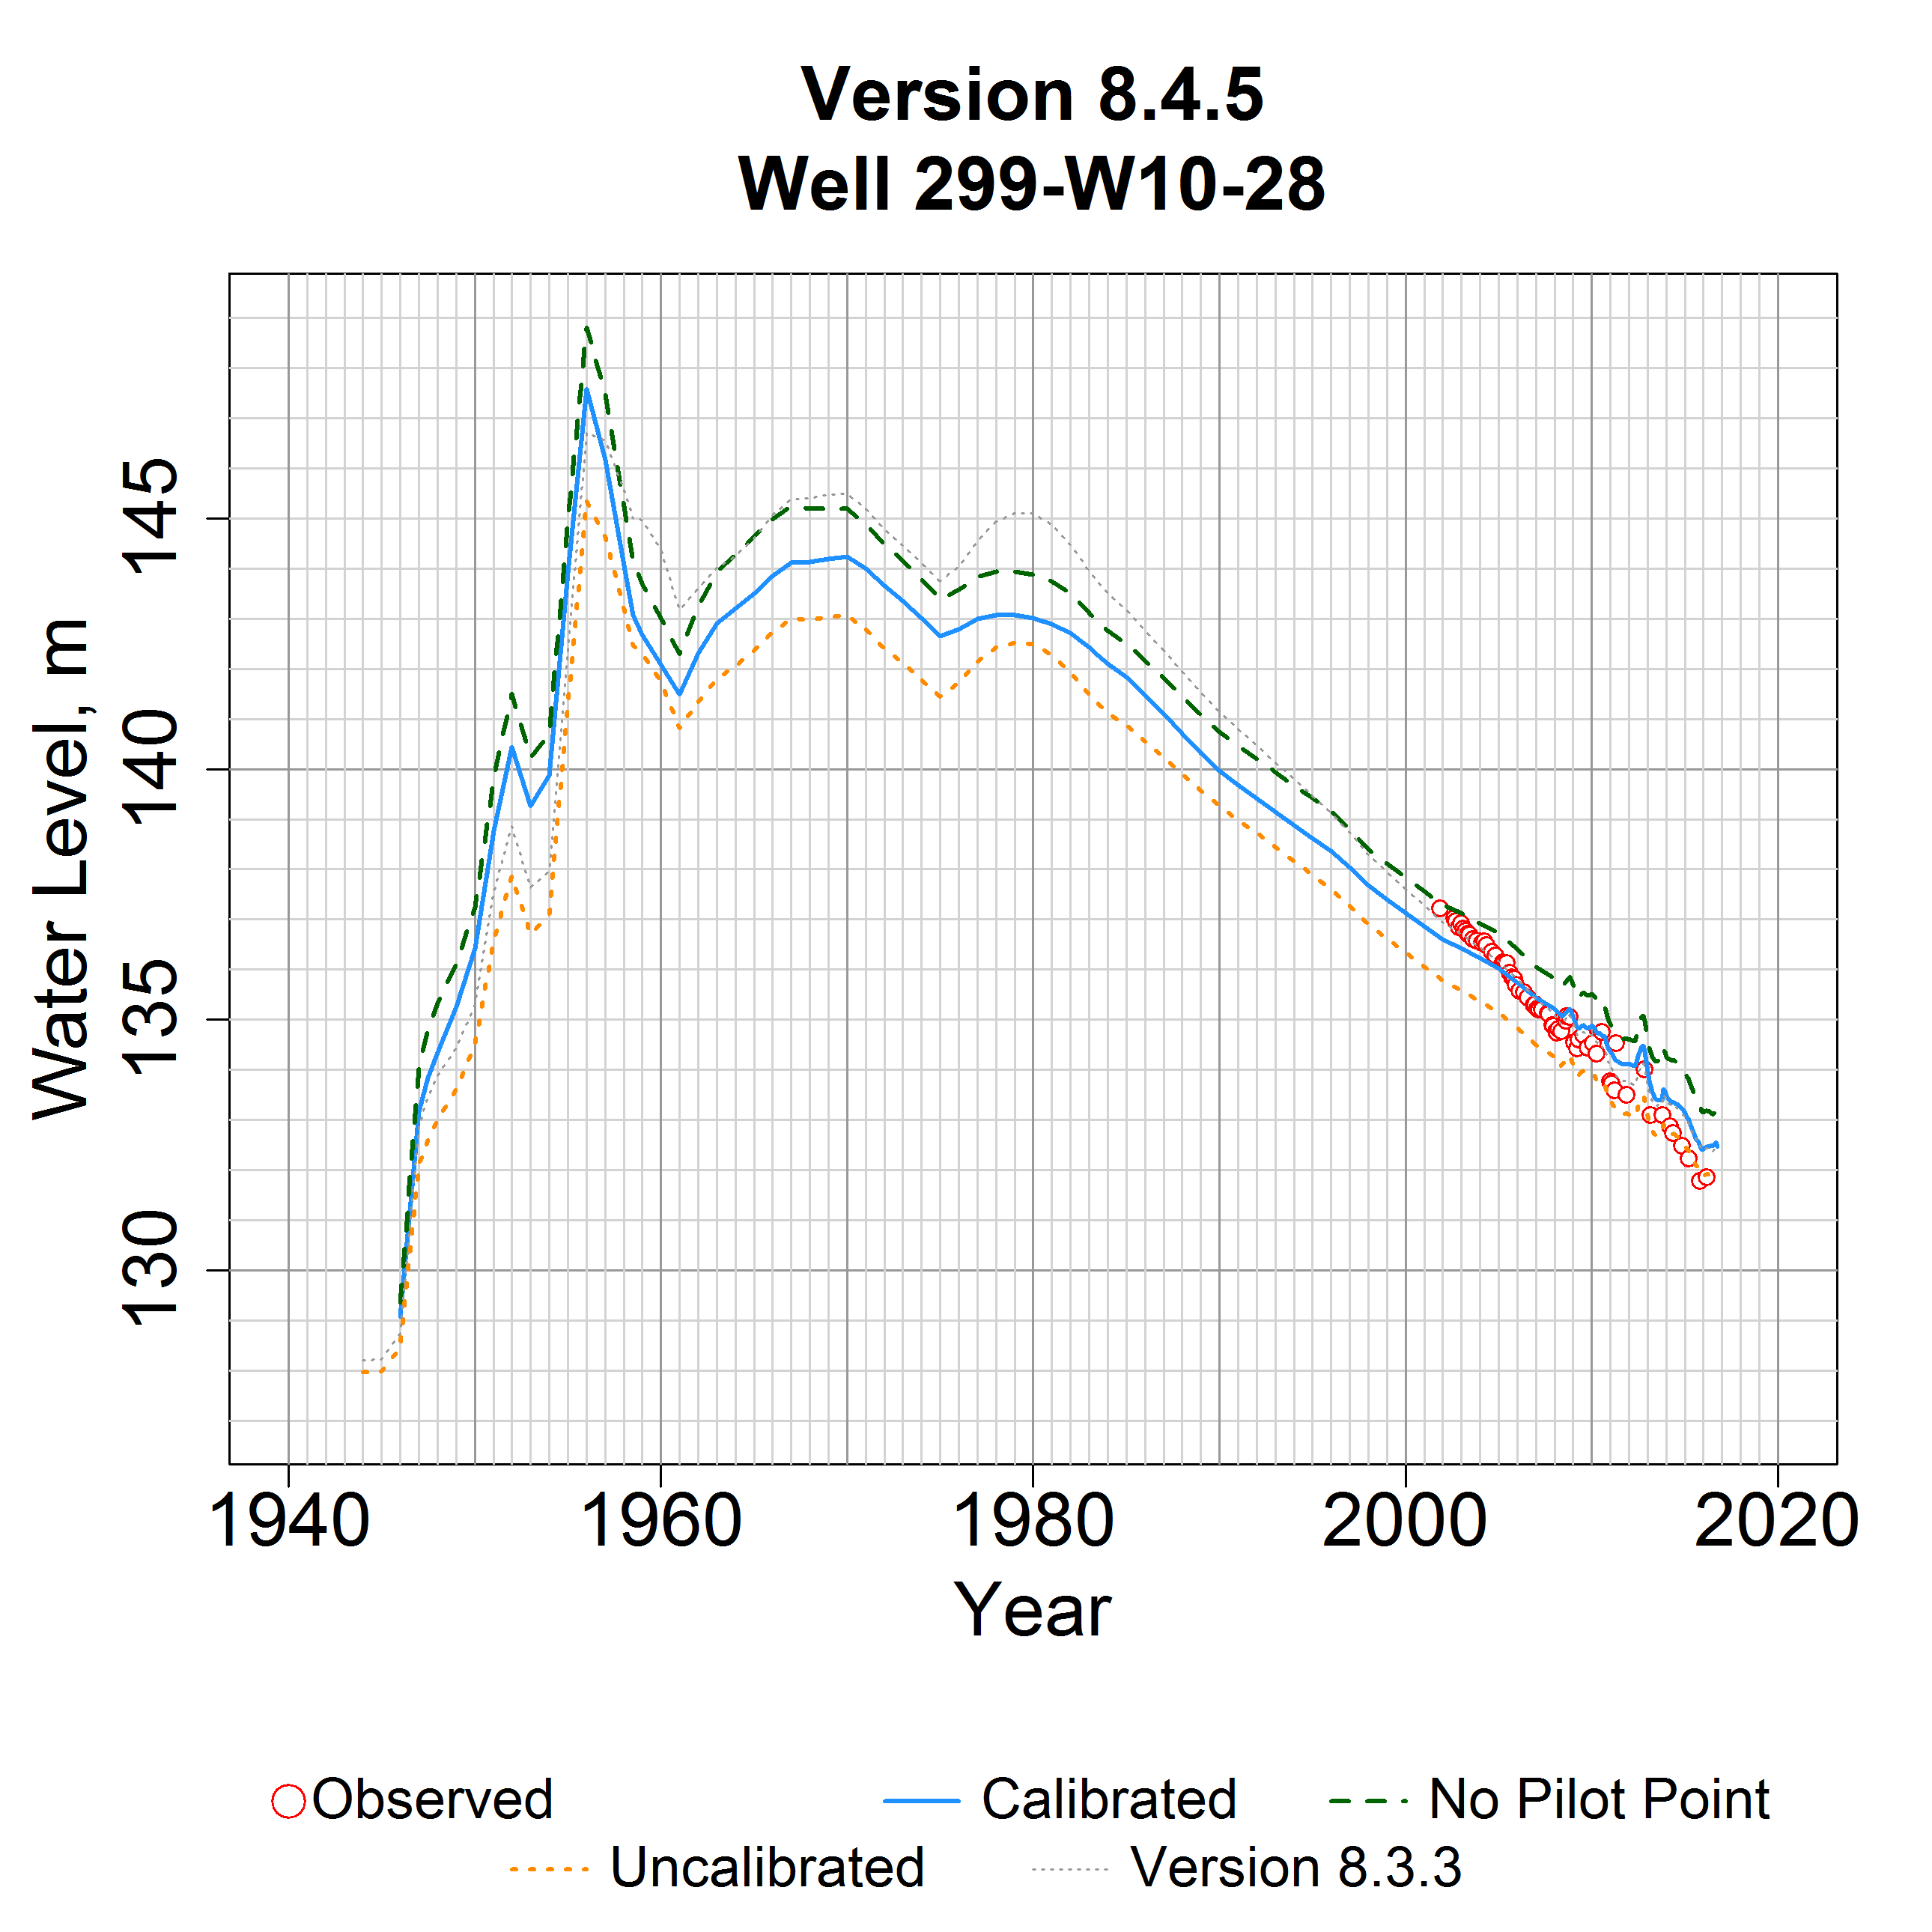 Version 8.4.5
Well 299-W10-28
Water Level, m
145
140
135
130
1940 1960 1980 2000 2020
Year
Observed Calibrated No Pilot Point
Uncalibrated Version 8.3.3